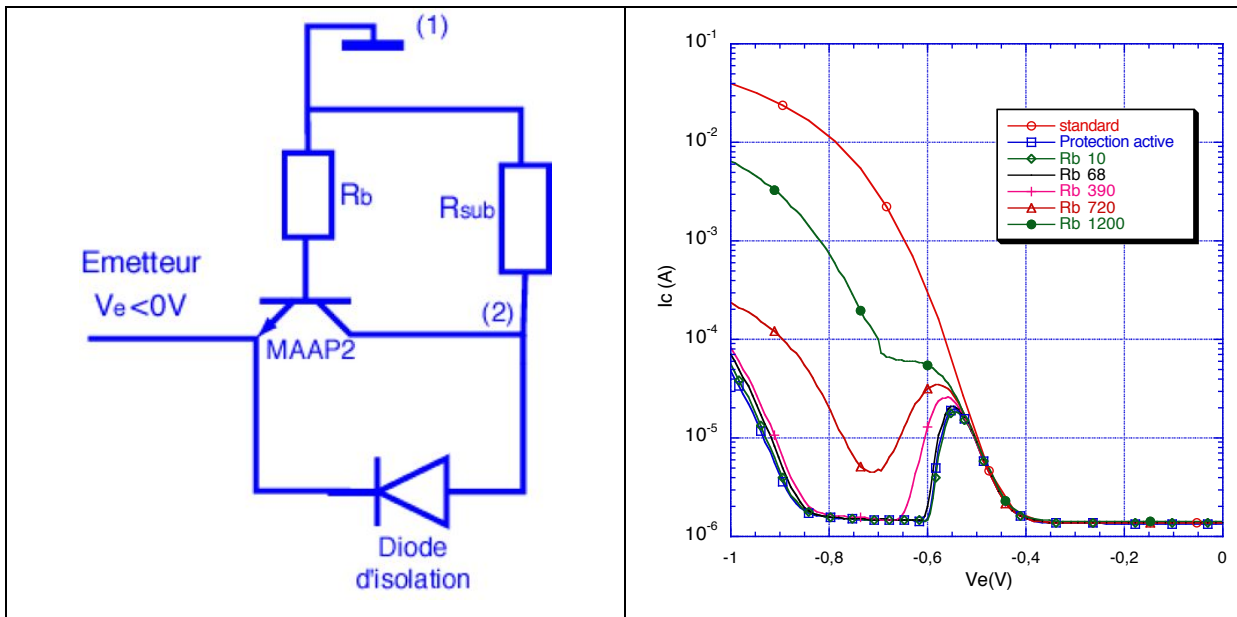 (1)
Rb
Rsub
Emetteur
Ve<0V
(2)
MAAP2
Diode
d'isolation
10-1
10-2
10-3
10-4
10-5
10-6
Ic (A)
standard
Protection active
Rb 10
Rb 68
Rb 390
Rb 720
Rb 1200
-1 -0,8 -0,6 -0,4 -0,2 0
Ve(V)